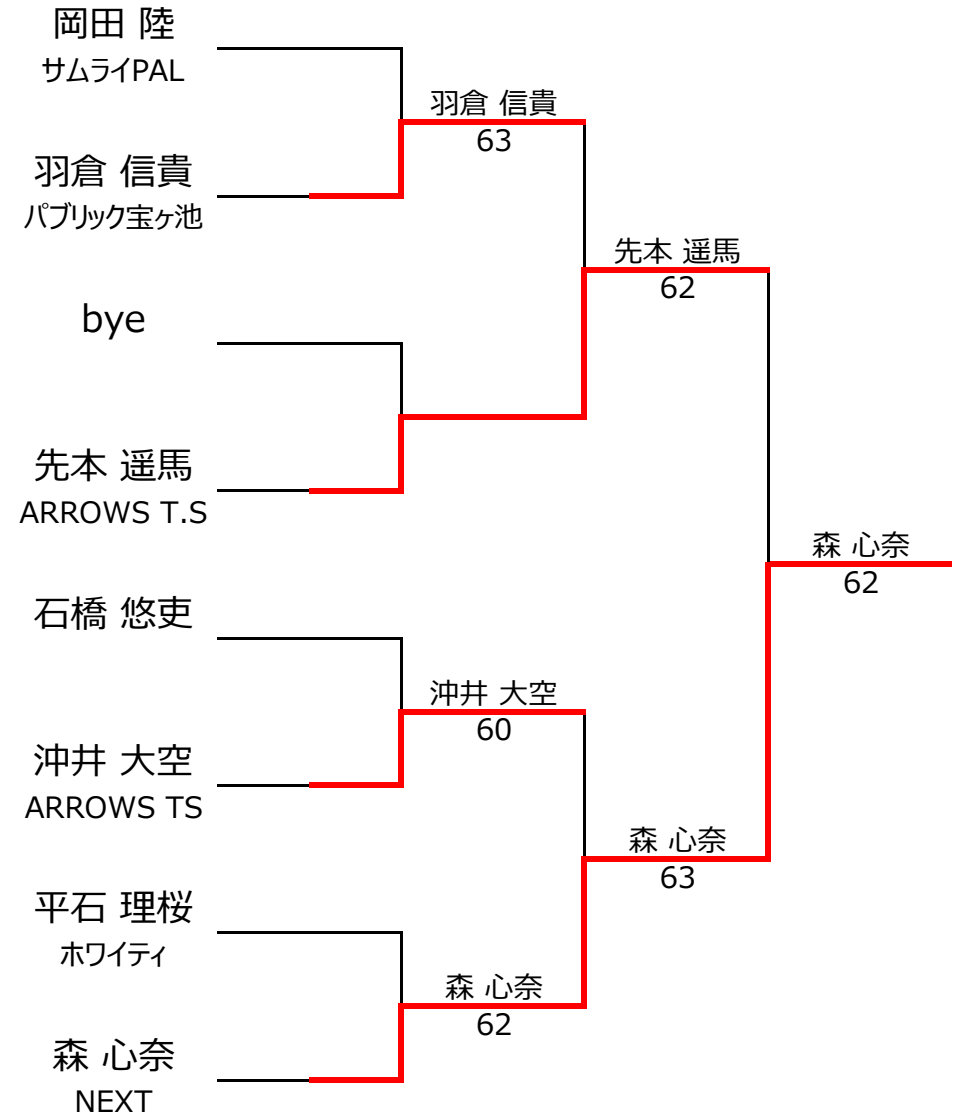 岡田 陸
サムライPAL
羽倉 信貴
63
羽倉 信貴
パブリック宝ヶ池
先本 遥馬
62
bye
先本 遥馬
ARROWS T.S
森 心奈
62
石橋 悠吏
沖井 大空
60
沖井 大空
ARROWS TS
森 心奈
63
平石 理桜
ホワイティ
森 心奈
62
森 心奈
NEXT